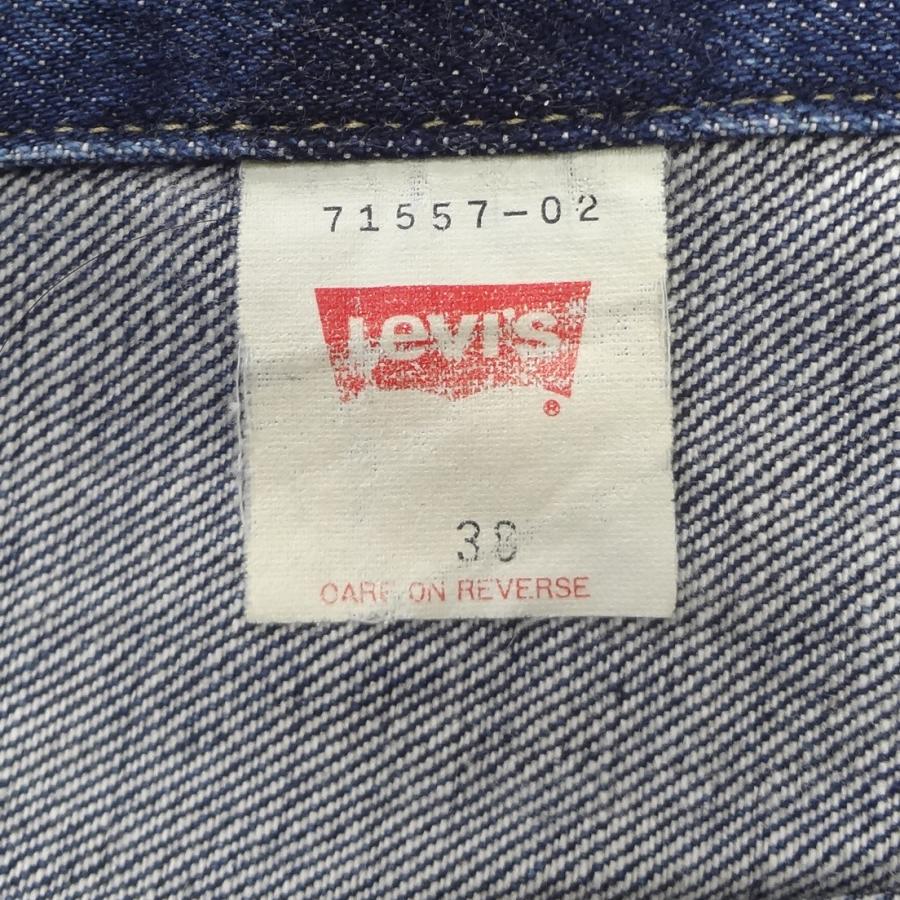 71557-02
Levi's
®
38
CARE ON REVERSE